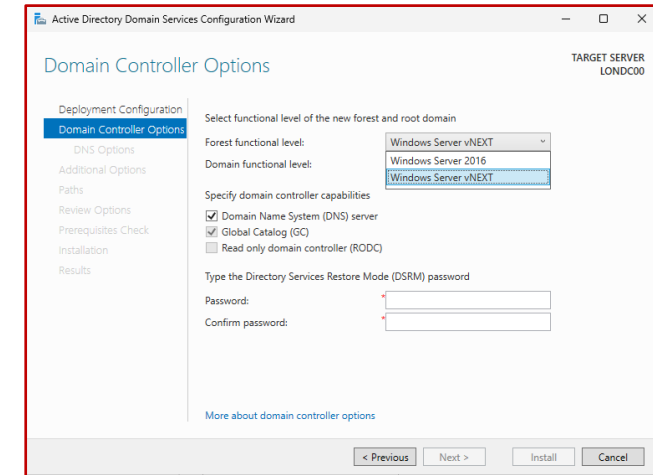 Active Directory Domain Services Configuration Wizard
Domain Controller Options
TARGET SERVER
LONDC00
Deployment Configuration
Domain Controller Options
DNS Options
Additional Options
Paths
Review Options
Prerequisites Check
Installation
Results
Select functional level of the new forest and root domain
Forest functional level: Windows Server vNEXT
Domain functional level: Windows Server 2016
Windows Server vNEXT
Specify domain controller capabilities
Domain Name System (DNS) server
Global Catalog (GC)
Read only domain controller (RODC)
Type the Directory Services Restore Mode (DSRM) password
Password: *
Confirm password: *
More about domain controller options
< Previous Next > Install Cancel